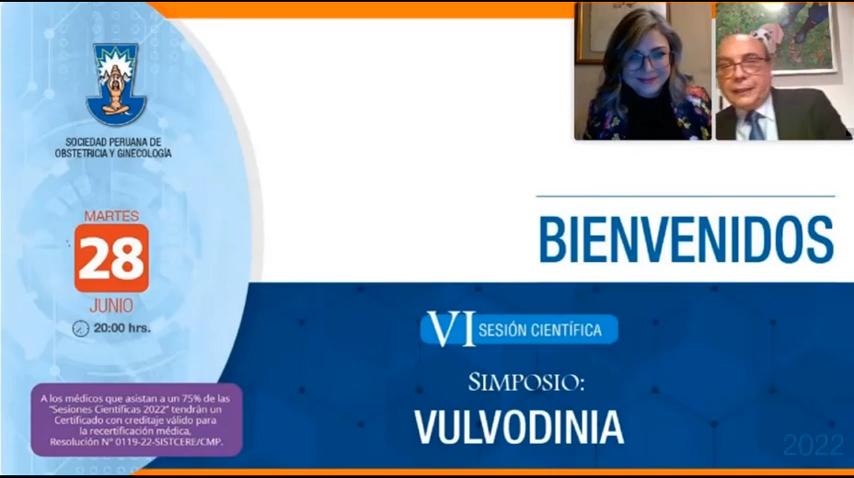 SOCIEDAD PERUANA DE
OBSTETRICIA Y GINECOLOGÍA
MARTES
28
JUNIO
20:00 hrs.
A los médicos que asistan a un 75% de las
"Sesiones Científicas 2022" tendrán un
Certificado con creditaje válido para
la recertificación médica,
Resolución N° 0119-22-SISTCERE/CMP.
BIENVENIDOS
VI SESIÓN CIENTÍFICA
SIMPOSIO:
VULVODINIA
2022